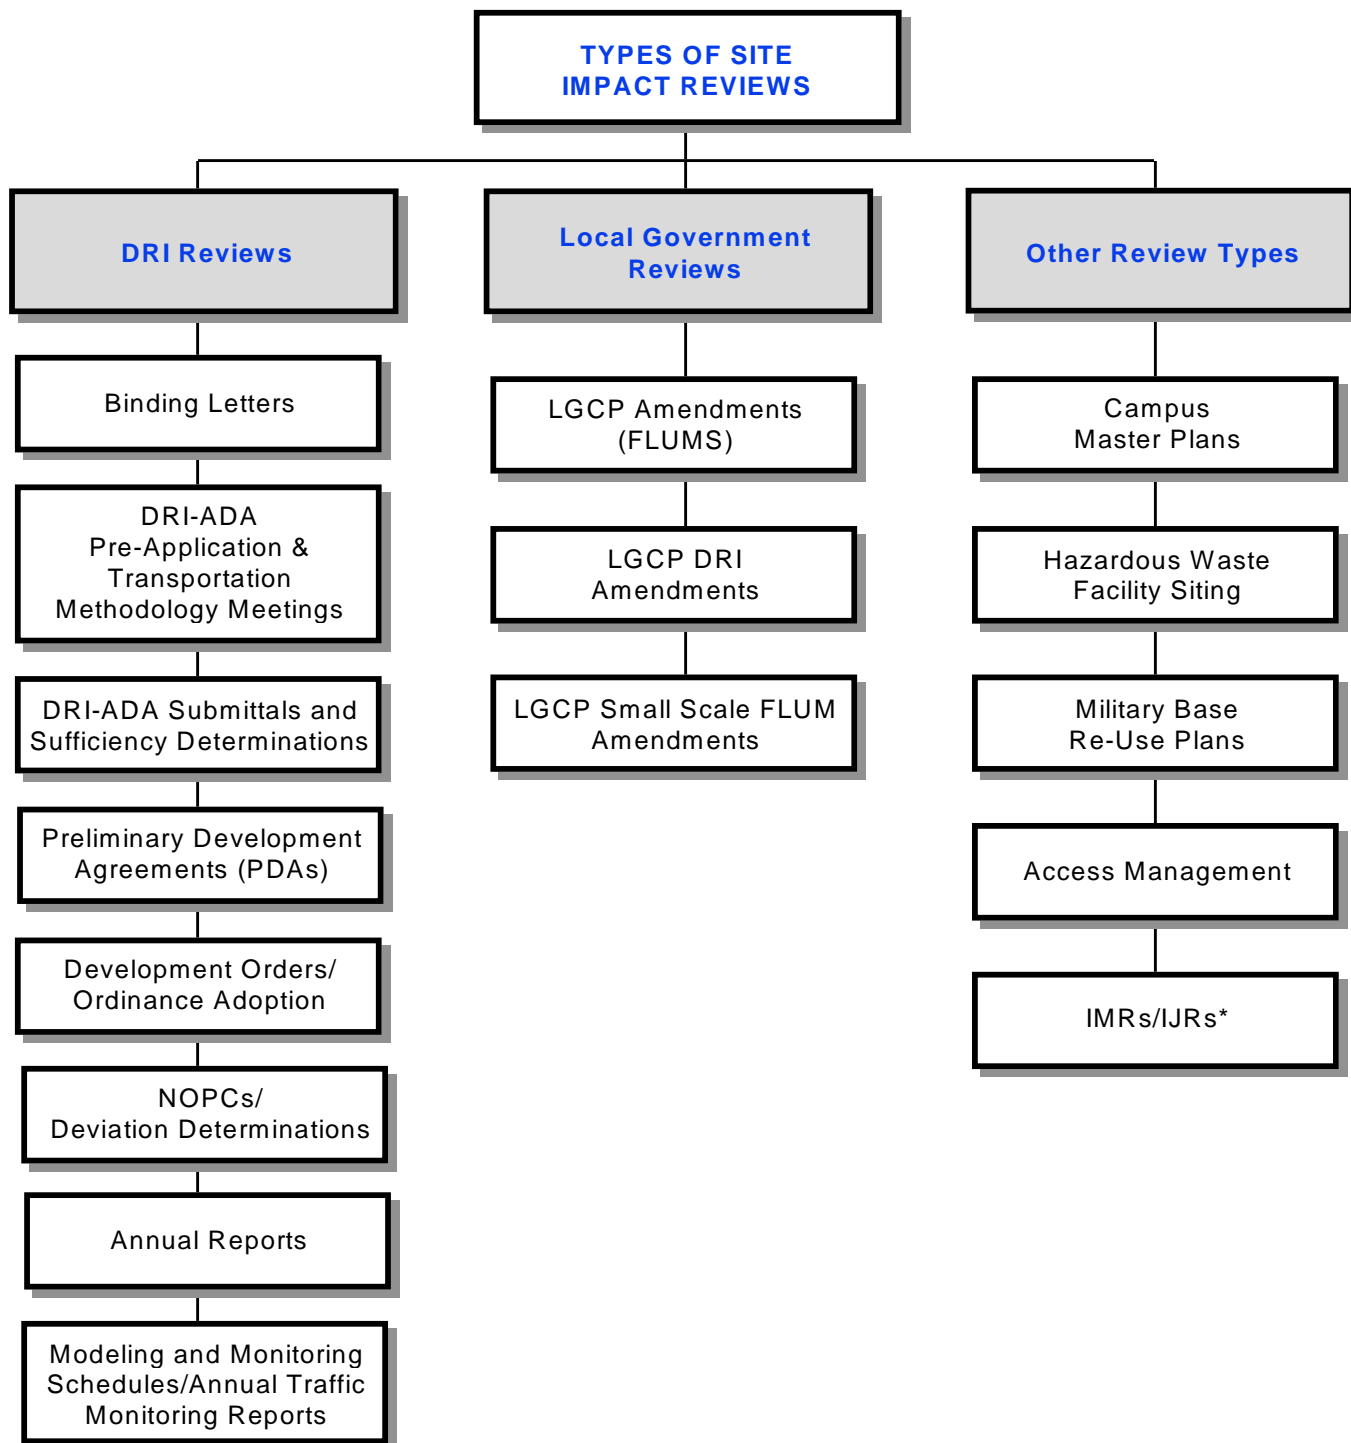 TYPES OF SITE
IMPACT REVIEWS
DRI Reviews
Binding Letters
DRI-ADA
Pre-Application &
Transportation
Methodology Meetings
DRI-ADA Submittals and
Sufficiency Determinations
Preliminary Development
Agreements (PDAs)
Development Orders/
Ordinance Adoption
NOPCs/
Deviation Determinations
Annual Reports
Modeling and Monitoring
Schedules/Annual Traffic
Monitoring Reports
Local Government
Reviews
LGCP Amendments
(FLUMS)
LGCP DRI
Amendments
LGCP Small Scale FLUM
Amendments
Other Review Types
Campus
Master Plans
Hazardous Waste
Facility Siting
Military Base
Re-Use Plans
Access Management
IMRs/IJRs*